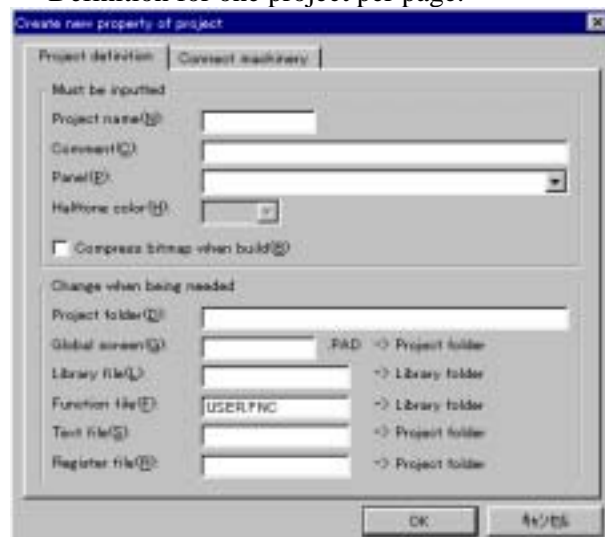 Definition for one project per page.
Create new property of project
Project definition Connect machinery
Must be inputted
Project name(N):
Comment(C):
Panel(P):
Halftone color(H):
Compress bitmap when build(B)
Change when being needed
Project folder(D):
Global screen(G): .PAD -> Project folder
Library file(L): -> Library folder
Function file(F): USER.FNC -> Library folder
Text file(S): -> Project folder
Register file(R): -> Project folder
OK キャンセル